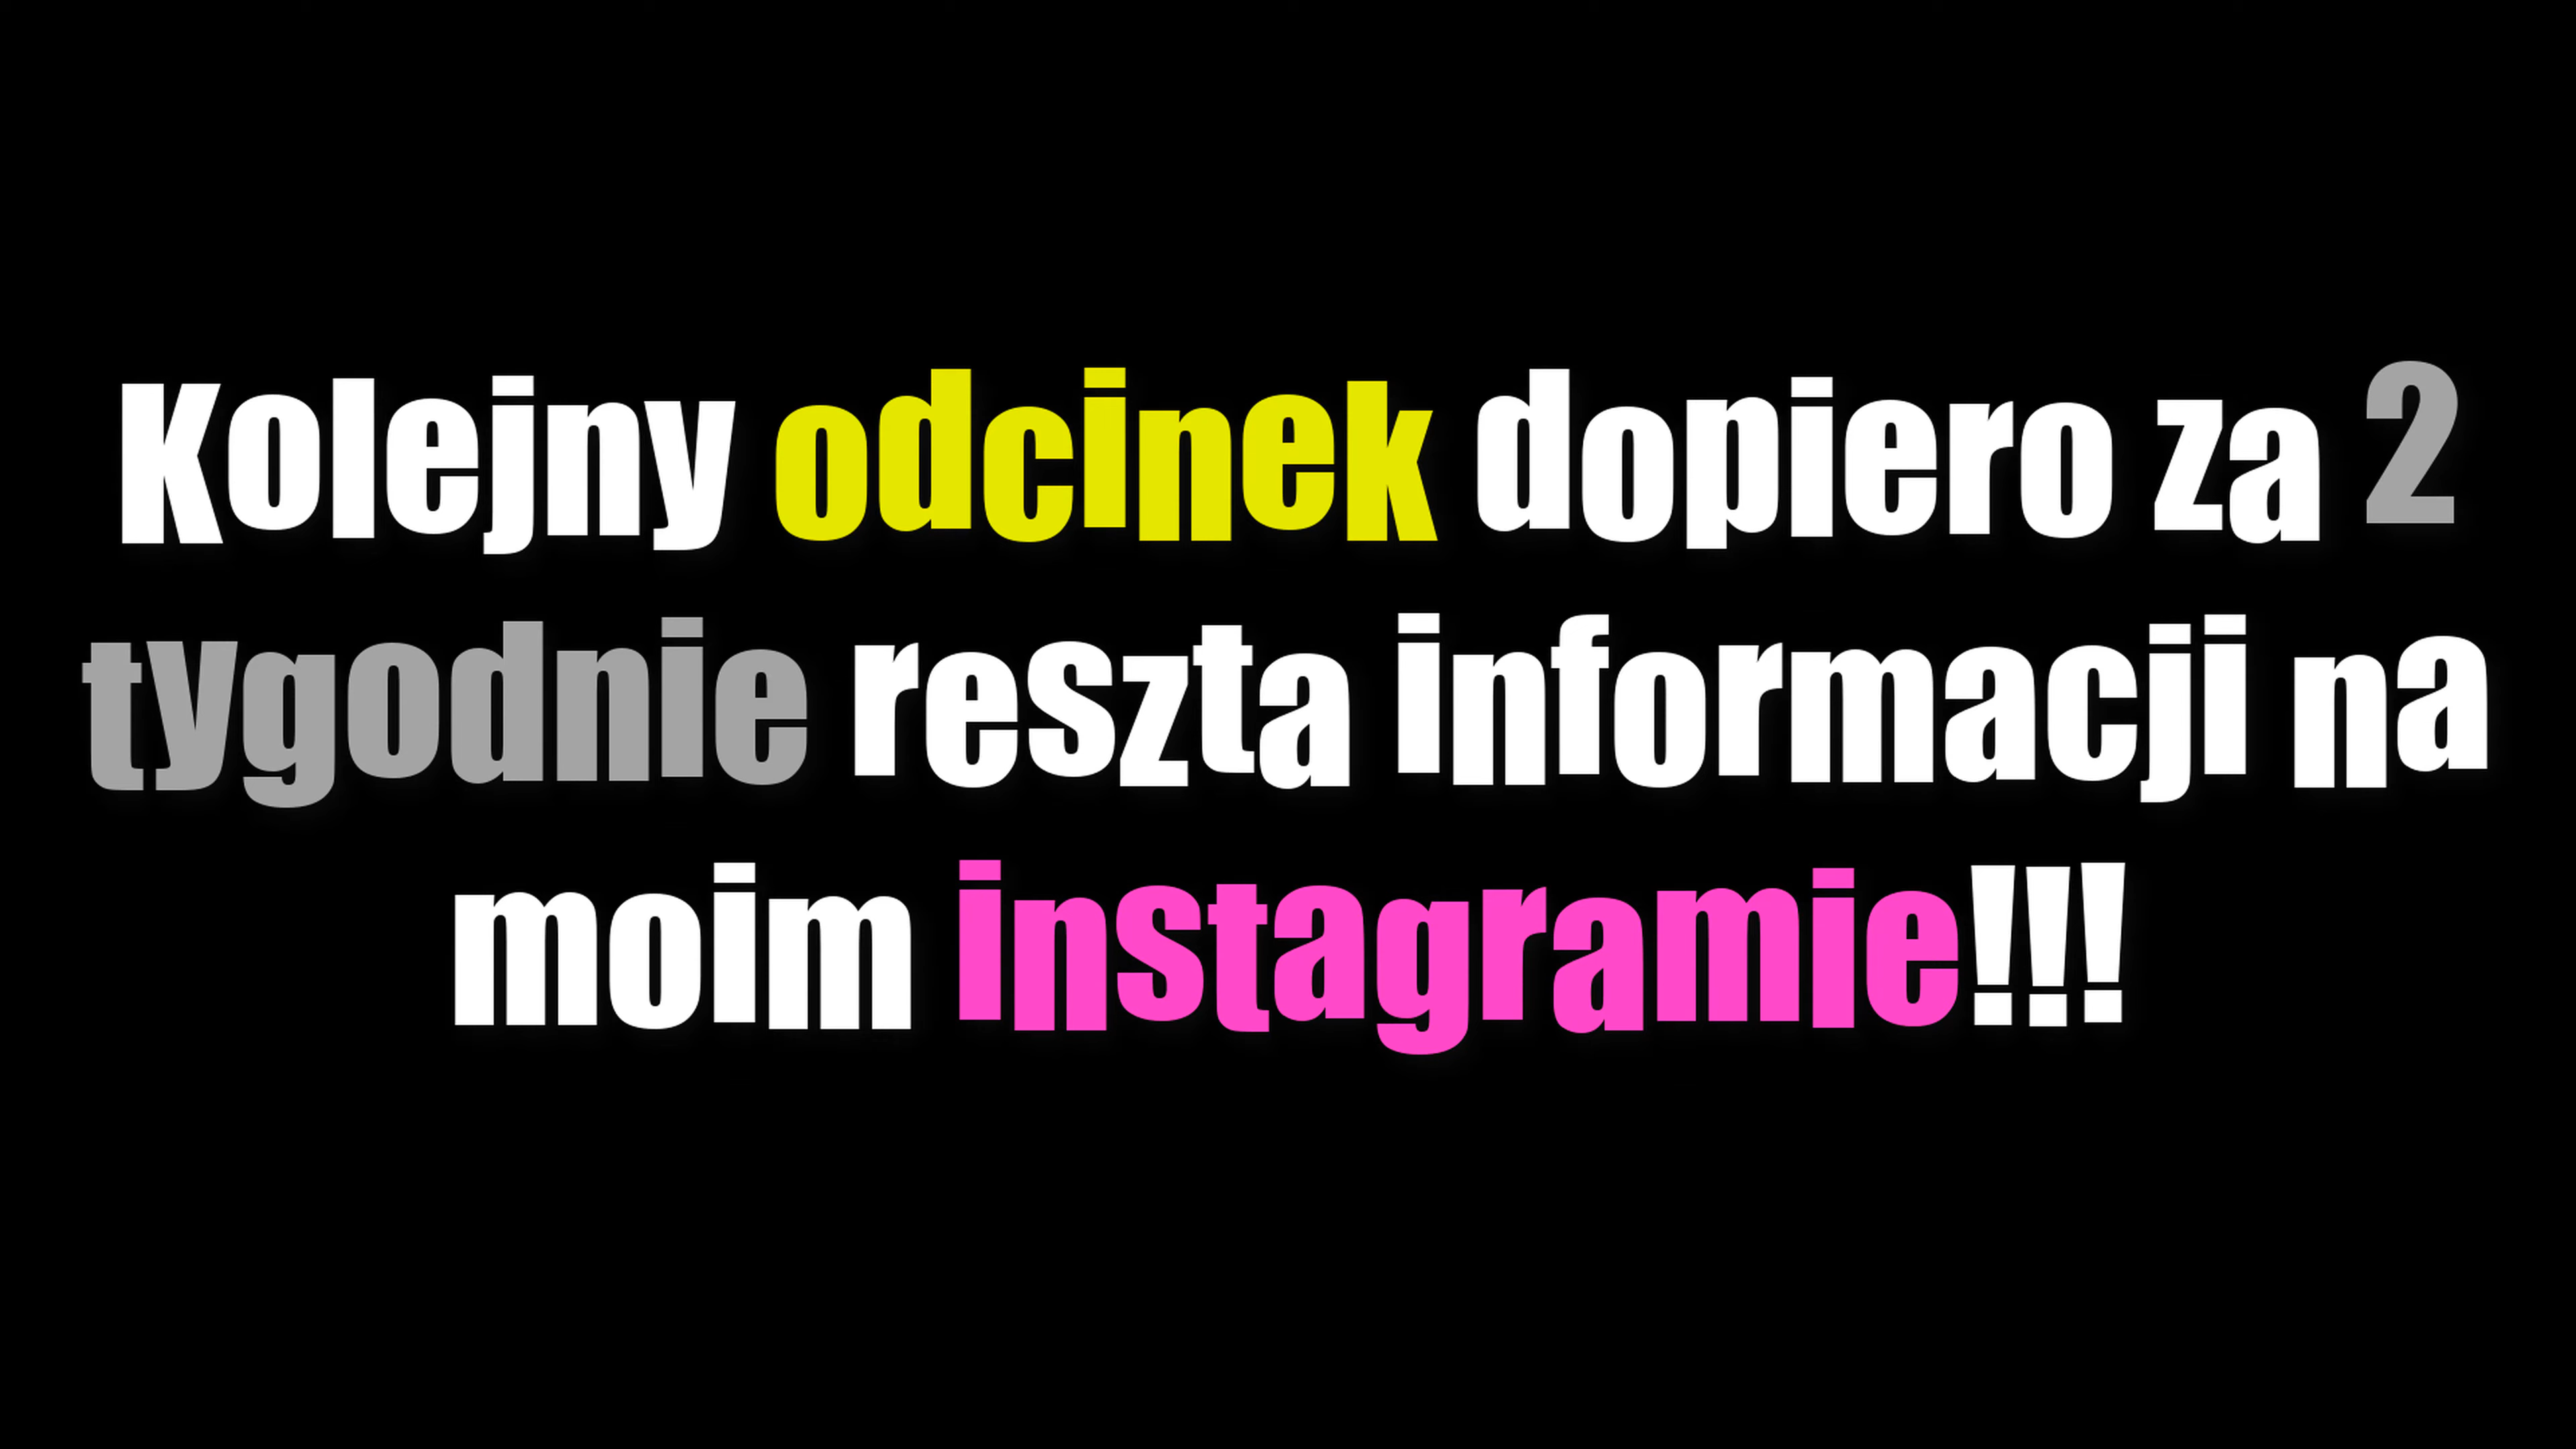 Kolejny odcinek dopiero za 2
tygodnie reszta informacji na
moim instagramie!!!